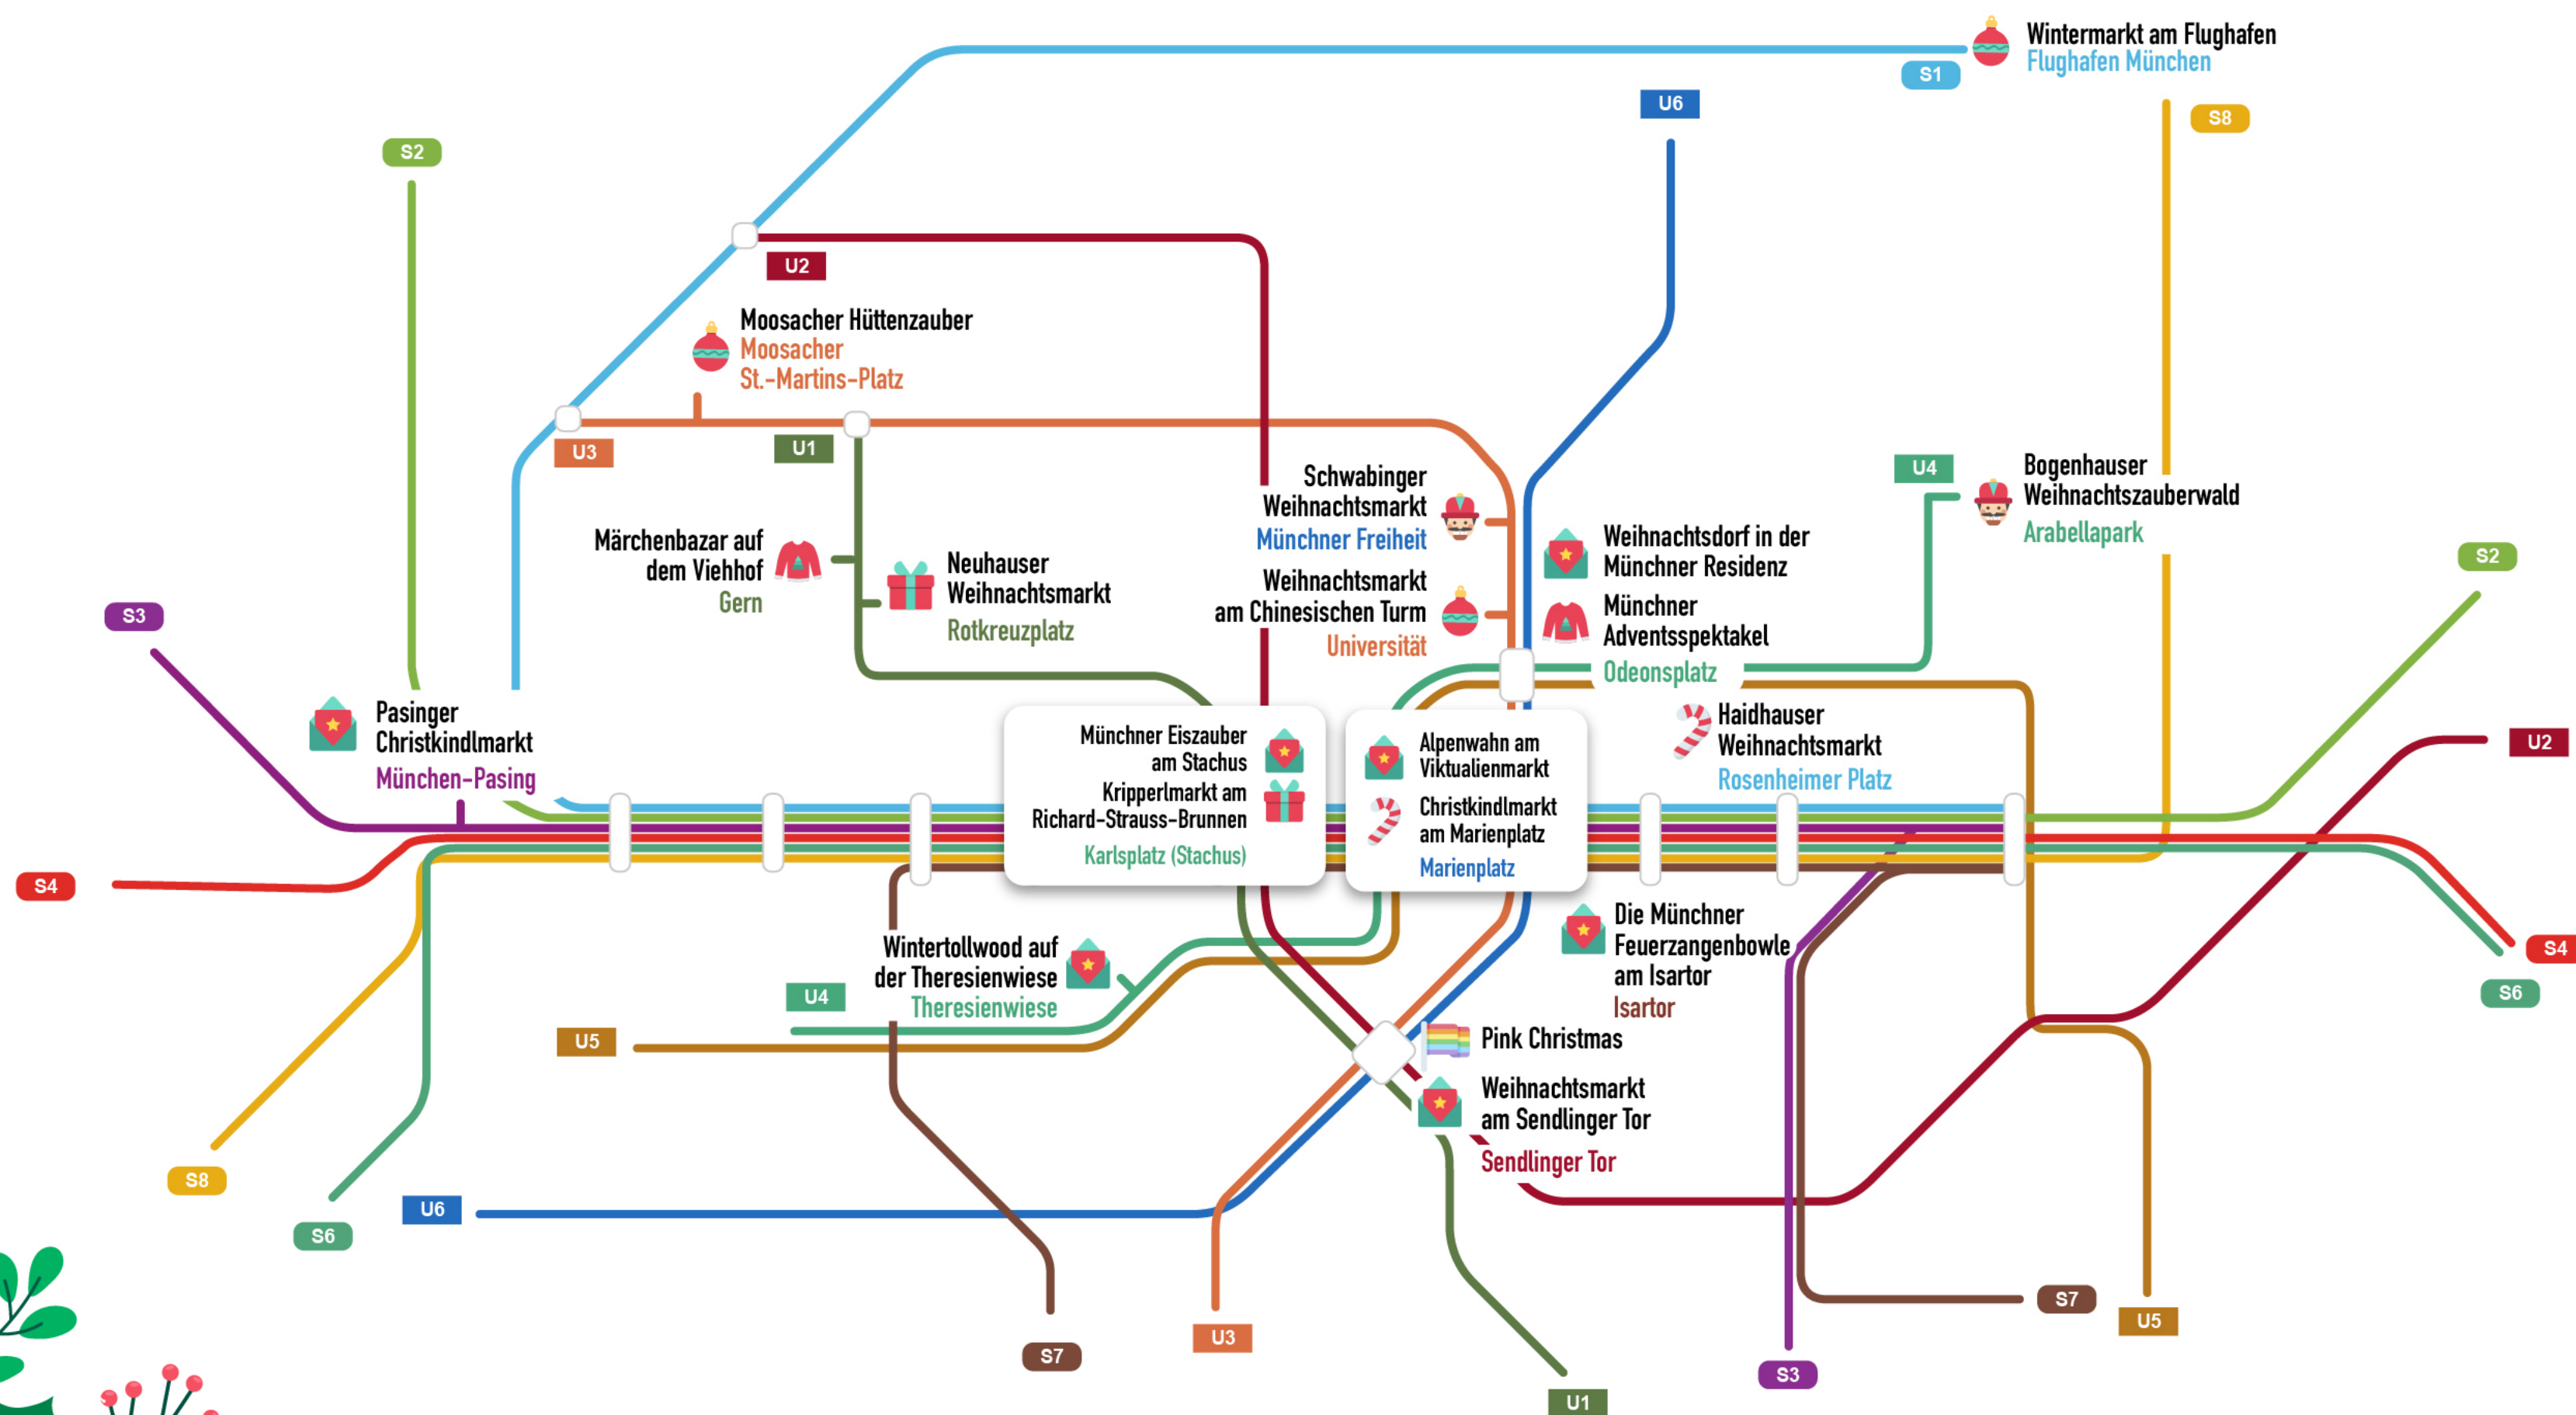 Wintermarkt am Flughafen
Flughafen München
S1
U6
S8
S2
U2
Moosacher Hüttenzauber
Moosacher
St.-Martins-Platz
U3
U1
Schwabinger
Weihnachtsmarkt
Münchner Freiheit
U4
Bogenhauser
Weihnachtszauberwald
Arabellapark
Märchenbazar auf
dem Viehhof
Gern
Neuhauser
Weihnachtsmarkt
Rotkreuzplatz
Weihnachtsmarkt
am Chinesischen Turm
Universität
Weihnachtsdorf in der
Münchner Residenz
Münchner
Adventsspektakel
Odeonsplatz
S2
S3
Pasinger
Christkindlmarkt
München-Pasing
Münchner Eiszauber
am Stachus
Kripperlmarkt am
Richard-Strauss-Brunnen
Karlsplatz (Stachus)
Alpenwahn am
Viktualienmarkt
Christkindlmarkt
am Marienplatz
Marienplatz
Haidhauser
Weihnachtsmarkt
Rosenheimer Platz
U2
S4
Wintertollwood auf
der Theresienwiese
Theresienwiese
U4
U5
Die Münchner
Feuerzangenbowle
am Isartor
Isartor
S4
S6
Pink Christmas
Weihnachtsmarkt
am Sendlinger Tor
Sendlinger Tor
S8
S6
U6
S7
U3
U1
S3
S7
U5